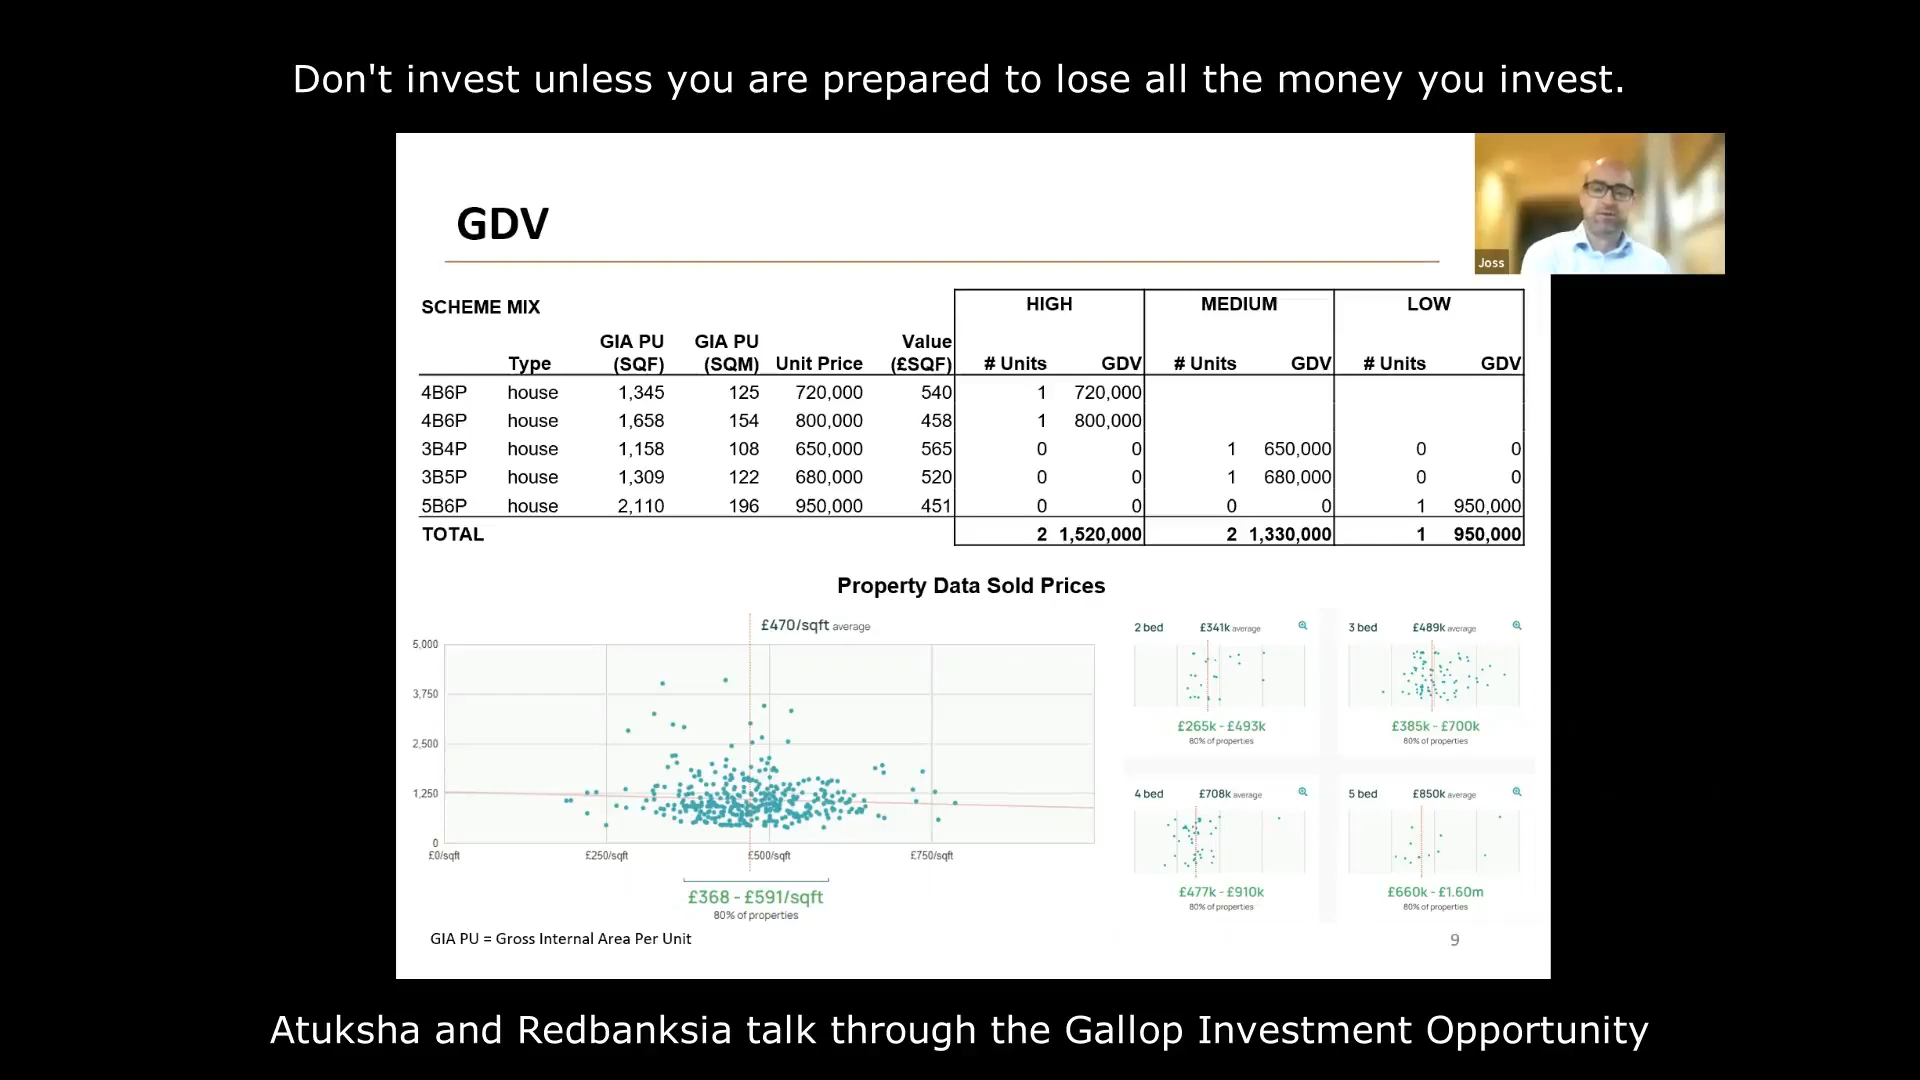 Don't invest unless you are prepared to lose all the money you invest.
Joss
GDV
SCHEME MIX HIGH MEDIUM LOW
GIA PU GIA PU Value
Type (SQF) (SQM) Unit Price (£SQF) # Units GDV # Units GDV # Units GDV
4B6P house 1,345 125 720,000 540 1 720,000
4B6P house 1,658 154 800,000 458 1 800,000
3B4P house 1,158 108 650,000 565 0 0 1 650,000 0 0
3B5P house 1,309 122 680,000 520 0 0 1 680,000 0 0
5B6P house 2,110 196 950,000 451 0 0 0 0 1 950,000
TOTAL 2 1,520,000 2 1,330,000 1 950,000
Property Data Sold Prices
£470/sqft average
5,000
3,750
2,500
1,250
0
£0/sqft £250/sqft £500/sqft £750/sqft
£368 - £591/sqft
80% of properties
2 bed £341k average
£265k - £493k
80% of properties
3 bed £489k average
£385k - £700k
80% of properties
4 bed £708k average
£477k - £910k
80% of properties
5 bed £850k average
£660k - £1.60m
80% of properties
GIA PU = Gross Internal Area Per Unit
9
Atuksha and Redbanksia talk through the Gallop Investment Opportunity